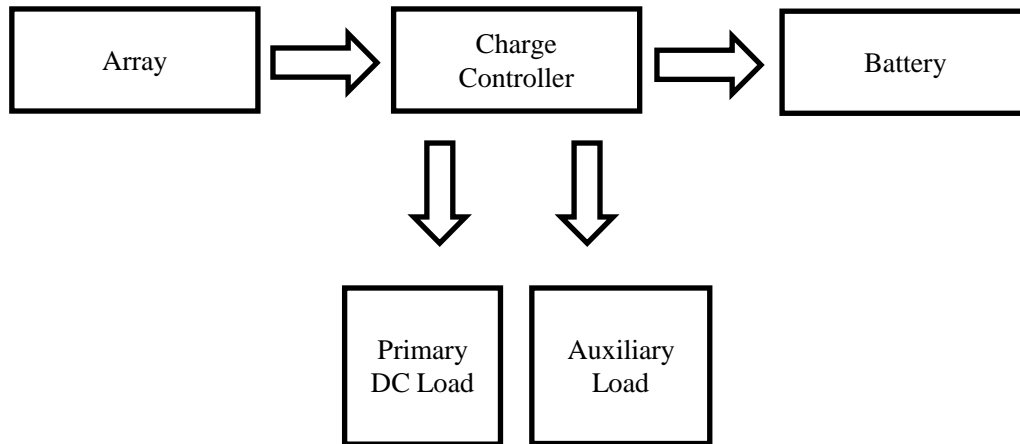 Array
Charge
Controller
Battery
Primary
DC Load
Auxiliary
Load